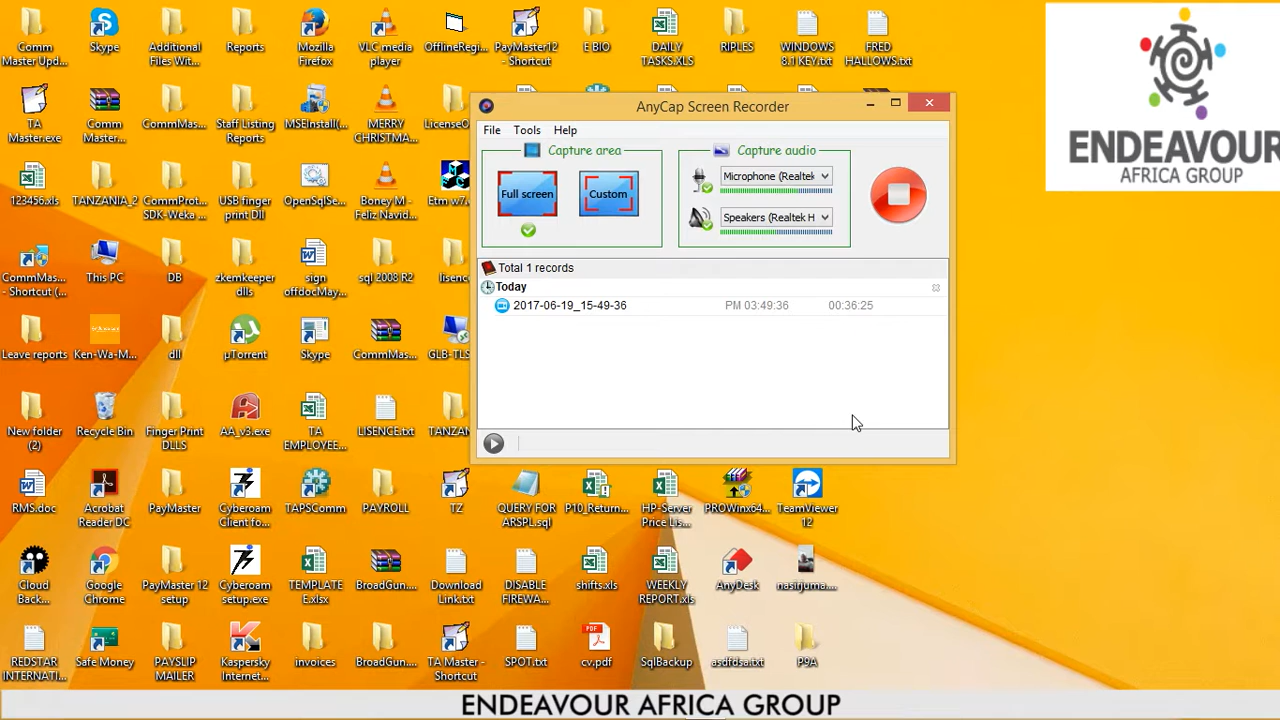 Comm
Master Upd...
Skype
Additional
Files Wit...
Reports
Mozilla
Firefox
VLC media
player
OfflineRegi...
PayMaster12
- Shortcut
E BIO
DAILY
TASKS.XLS
RIPLES
WINDOWS
8.1 KEY.txt
FRED
HALLOWS.txt
ENDEAVOUR
AFRICA GROUP
TA
Master.exe
Comm
Master...
CommMas...
Staff Listing
Reports
MSEInstall(...
MERRY
CHRISTMA...
LicenseO
AnyCap Screen Recorder
File Tools Help
Capture area
Full screen
Custom
Capture audio
Microphone (Realtek
Speakers (Realtek H
Total 1 records
Today
2017-06-19_15-49-36 PM 03:49:36 00:36:25
123456.xls
TANZANIA_2
CommProt...
SDK-Weka ...
USB finger
print Dll
OpenSqlSe...
Boney M -
Feliz Navid...
Etm w7.
CommMas...
- Shortcut (...
This PC
DB
zkemkeeper
dlls
sign
offdocMay...
sql 2003 R2
lisence
Leave reports
Ken-Wa-M...
dll
µTorrent
Skype
CommMas...
GLB-TLS
New folder
(2)
Recycle Bin
Finger Print
DLLS
AA_v3.exe
TA
EMPLOYEE...
LISENCE.txt
TANZAN
RMS.doc
Acrobat
Reader DC
PayMaster
Cyberoam
Client fo...
TAPSComm
PAYROLL
TZ
QUERY FOR
ARSPL.sql
P10_Return...
HP-Server
Price Lis...
PROWinx64...
TeamViewer
12
Cloud
Back...
Google
Chrome
PayMaster 12
setup
Cyberoam
setup.exe
TEMPLATE
E.xlsx
BroadGun...
Download
Link.txt
DISABLE
FIREWA...
shifts.xls
WEEKLY
REPORT.xls
AnyDesk
nasirjuma....
REDSTAR
INTERNATI...
Safe Money
PAYSLIP
MAILER
Kaspersky
Internet...
invoices
BroadGun...
TA Master -
Shortcut
SPOT.txt
PDF
cv.pdf
SqlBackup
asdfdsa.txt
P9A
ENDEAVOUR AFRICA GROUP